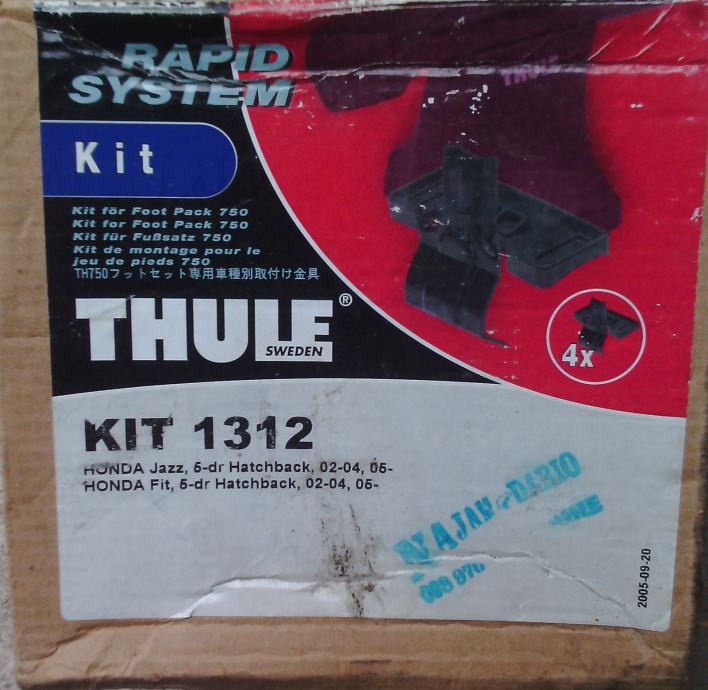 RAPID
SYSTEM
THULE
Kit
Kit för Foot Pack 750
Kit for Foot Pack 750
Kit für Fußsatz 750
Kit de montage pour le
jeu de pieds 750
TH750フットセット専用車種別取付け金具
THULE®
SWEDEN
4x
KIT 1312
HONDA Jazz, 5-dr Hatchback, 02-04, 05-
HONDA Fit, 5-dr Hatchback, 02-04, 05-
DARIO
2005-09-20